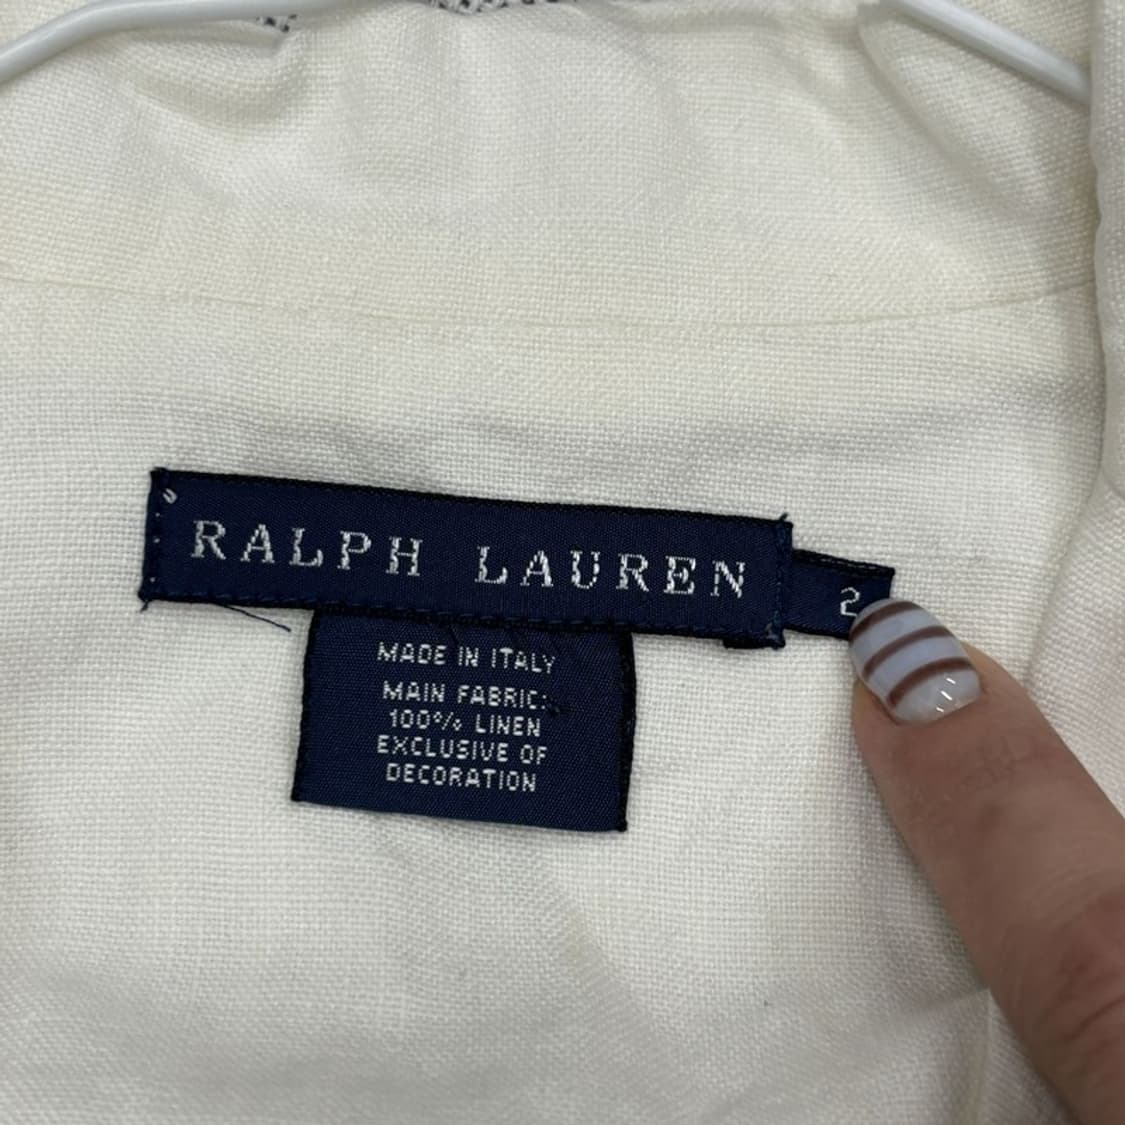 RALPH LAUREN
2
MADE IN ITALY
MAIN FABRIC:
100% LINEN
EXCLUSIVE OF
DECORATION